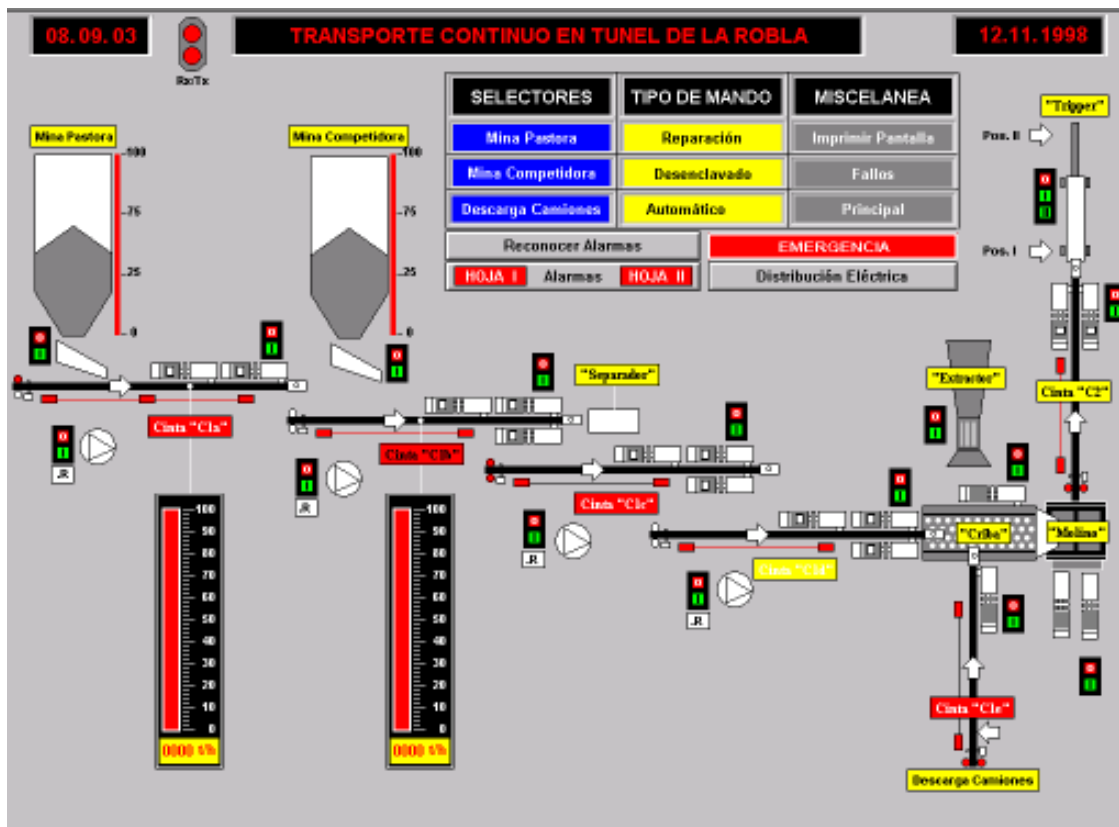 08.09.03
TRANSPORTE CONTINUO EN TUNEL DE LA ROBLA
12.11.1998
Rx/Tx
SELECTORES TIPO DE MANDO MISCELANEA
Mina Pastora Reparación Imprimir Pantalla
Mina Competidora Desenclavado Fallos
Descarga Camiones Automático Principal
Reconocer Alarmas EMERGENCIA
HOJA I Alarmas HOJA II Distribución Eléctrica
"Tripper"
Pos. II
Pos. I
Mina Pastora
100
75
25
0
Mina Competidora
100
75
25
0
"Separador"
"Extractor"
Cinta "C2"
Cinta "C1a"
Cinta "C1b"
Cinta "C1c"
Cinta "C1d"
"Criba"
"Molino"
.R
.R
.R
.R
100
90
80
70
60
50
40
30
20
10
0
0000 t/h
100
90
80
70
60
50
40
30
20
10
0
0000 t/h
Cinta "C1e"
Descarga Camiones